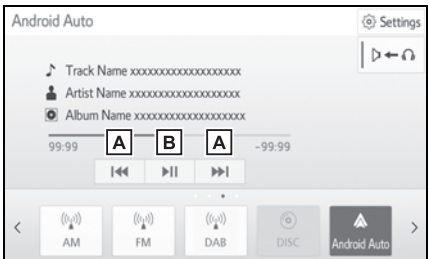 Android Auto
Settings
Track Name xxxxxxxxxxxxxxxxxxx
Artist Name xxxxxxxxxxxxxxxxxxx
Album Name xxxxxxxxxxxxxxxxxxx
A B A
99:99 -99:99
AM FM DAB DISC Android Auto